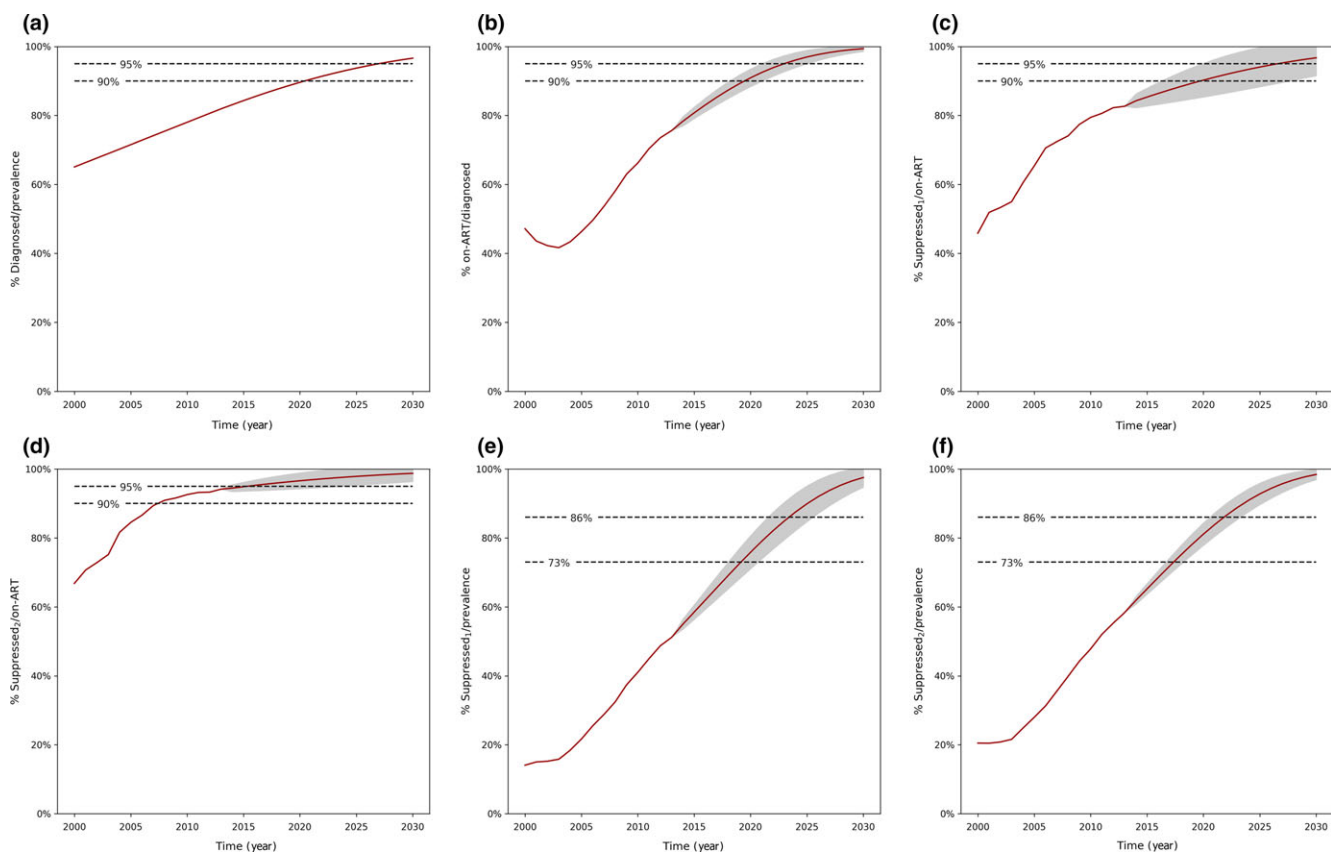 (a)
100%
80%
60%
40%
20%
0%
95%
90%
% Diagnosed/prevalence
2000 2005 2010 2015 2020 2025 2030
Time (year)
(b)
100%
80%
60%
40%
20%
0%
95%
90%
% on-ART/diagnosed
2000 2005 2010 2015 2020 2025 2030
Time (year)
(c)
100%
80%
60%
40%
20%
0%
95%
90%
% Suppressed₁/on-ART
2000 2005 2010 2015 2020 2025 2030
Time (year)
(d)
100%
80%
60%
40%
20%
0%
95%
90%
% Suppressed₂/on-ART
2000 2005 2010 2015 2020 2025 2030
Time (year)
(e)
100%
80%
60%
40%
20%
0%
86%
73%
% Suppressed₁/prevalence
2000 2005 2010 2015 2020 2025 2030
Time (year)
(f)
100%
80%
60%
40%
20%
0%
86%
73%
% Suppressed₂/prevalence
2000 2005 2010 2015 2020 2025 2030
Time (year)